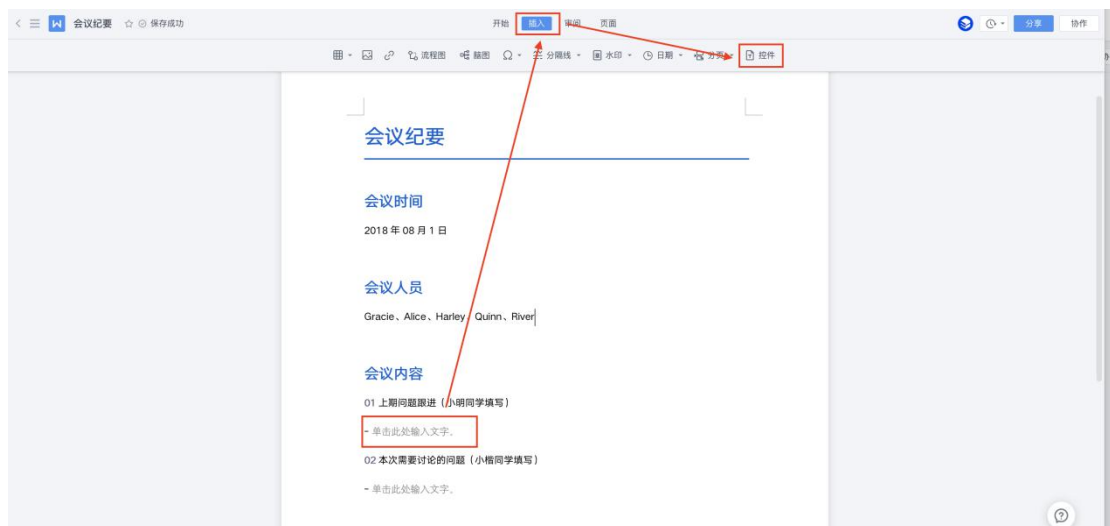 会议纪要 保存成功 开始 插入 审阅 页面 分享 协作
流程图 脑图 分隔线 水印 日期 分页 控件
会议纪要
会议时间
2018 年 08 月 1 日
会议人员
Gracie、Alice、Harley、Quinn、River
会议内容
01 上期问题跟进（小明同学填写）
- 单击此处输入文字。
02 本次需要讨论的问题（小楷同学填写）
- 单击此处输入文字。